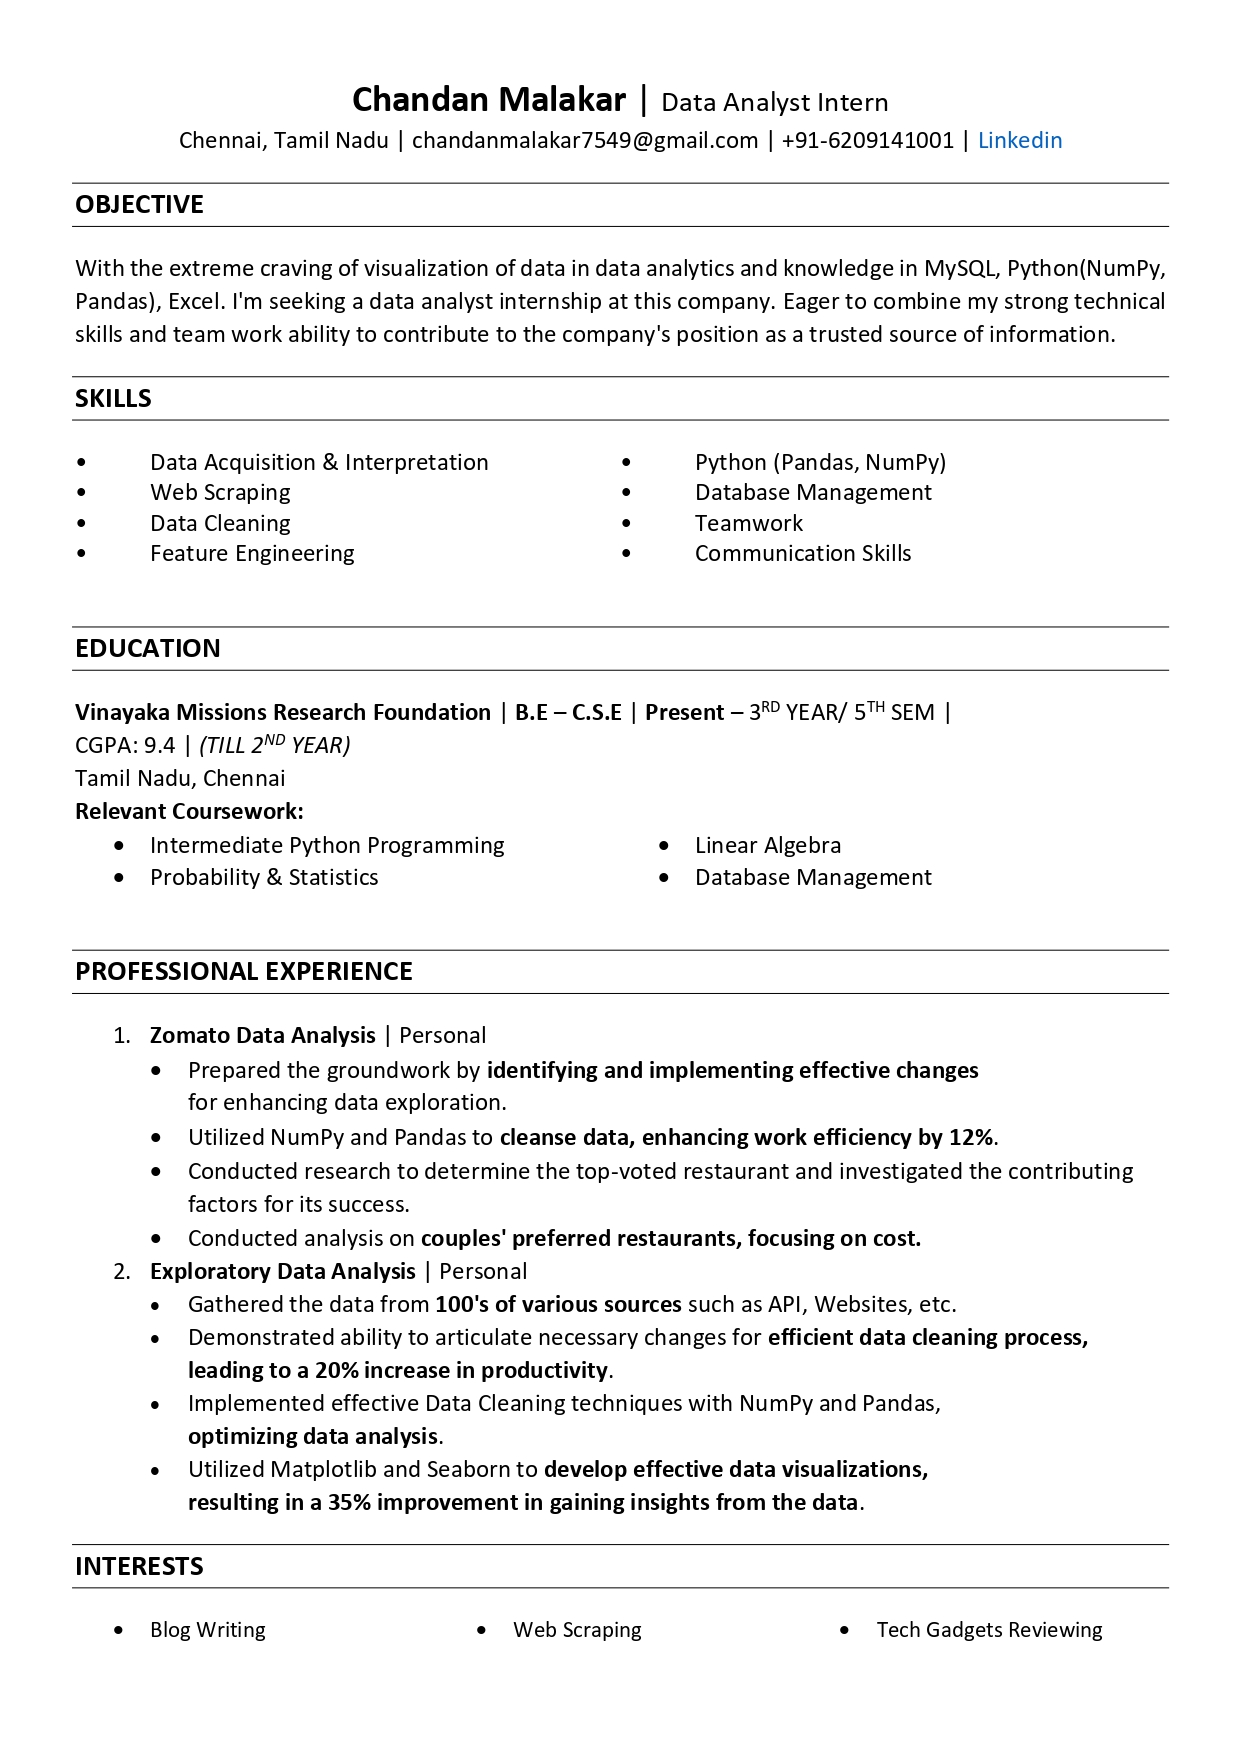 Chandan Malakar | Data Analyst Intern
Chennai, Tamil Nadu | chandanmalakar7549@gmail.com | +91-6209141001 | Linkedin
OBJECTIVE
With the extreme craving of visualization of data in data analytics and knowledge in MySQL, Python(NumPy,
Pandas), Excel. I'm seeking a data analyst internship at this company. Eager to combine my strong technical
skills and team work ability to contribute to the company's position as a trusted source of information.
SKILLS
• Data Acquisition & Interpretation
• Web Scraping
• Data Cleaning
• Feature Engineering
• Python (Pandas, NumPy)
• Database Management
• Teamwork
• Communication Skills
EDUCATION
Vinayaka Missions Research Foundation | B.E – C.S.E | Present – 3RD YEAR/ 5TH SEM |
CGPA: 9.4 | (TILL 2ND YEAR)
Tamil Nadu, Chennai
Relevant Coursework:
• Intermediate Python Programming
• Probability & Statistics
• Linear Algebra
• Database Management
PROFESSIONAL EXPERIENCE
1. Zomato Data Analysis | Personal
• Prepared the groundwork by identifying and implementing effective changes
for enhancing data exploration.
• Utilized NumPy and Pandas to cleanse data, enhancing work efficiency by 12%.
• Conducted research to determine the top-voted restaurant and investigated the contributing
factors for its success.
• Conducted analysis on couples' preferred restaurants, focusing on cost.
2. Exploratory Data Analysis | Personal
• Gathered the data from 100's of various sources such as API, Websites, etc.
• Demonstrated ability to articulate necessary changes for efficient data cleaning process,
leading to a 20% increase in productivity.
• Implemented effective Data Cleaning techniques with NumPy and Pandas,
optimizing data analysis.
• Utilized Matplotlib and Seaborn to develop effective data visualizations,
resulting in a 35% improvement in gaining insights from the data.
INTERESTS
• Blog Writing
• Web Scraping
• Tech Gadgets Reviewing